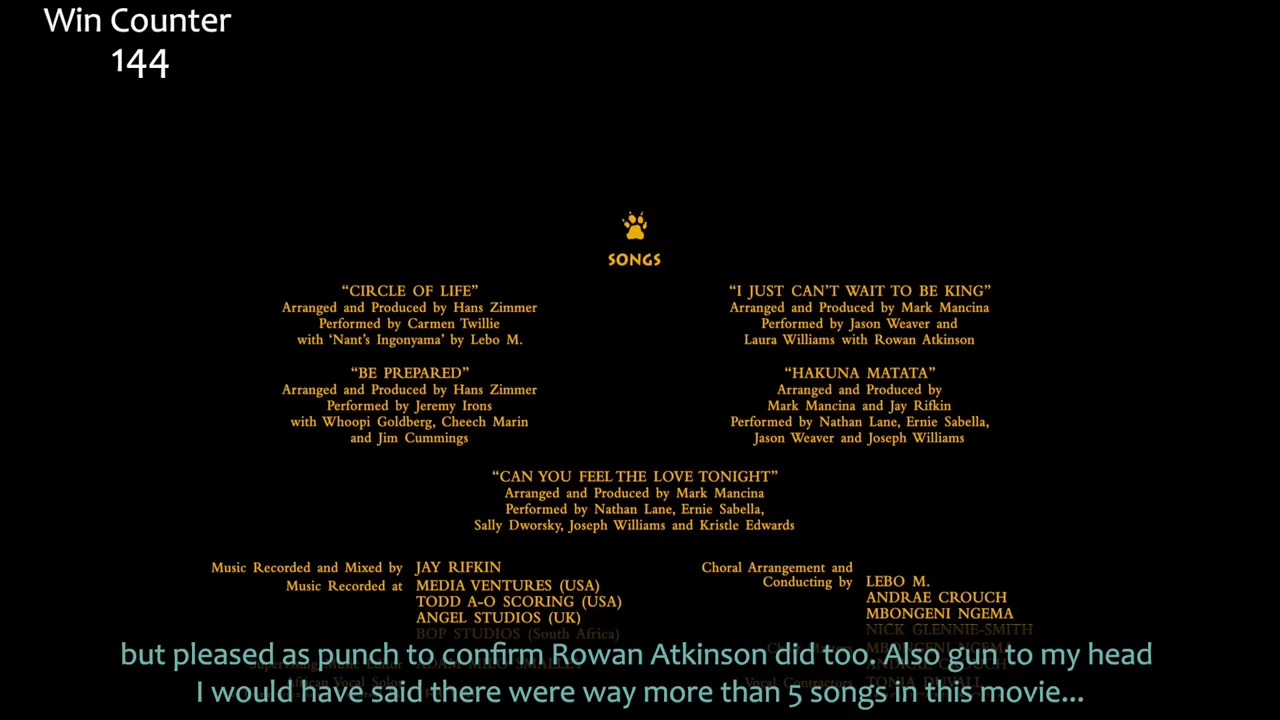 Win Counter
144
SONGS
“CIRCLE OF LIFE”
Arranged and Produced by Hans Zimmer
Performed by Carmen Twillie
with ‘Nant’s Ingonyama’ by Lebo M.
“I JUST CAN’T WAIT TO BE KING”
Arranged and Produced by Mark Mancina
Performed by Jason Weaver and
Laura Williams with Rowan Atkinson
“BE PREPARED”
Arranged and Produced by Hans Zimmer
Performed by Jeremy Irons
with Whoopi Goldberg, Cheech Marin
and Jim Cummings
“HAKUNA MATATA”
Arranged and Produced by
Mark Mancina and Jay Rifkin
Performed by Nathan Lane, Ernie Sabella,
Jason Weaver and Joseph Williams
“CAN YOU FEEL THE LOVE TONIGHT”
Arranged and Produced by Mark Mancina
Performed by Nathan Lane, Ernie Sabella,
Sally Dworsky, Joseph Williams and Kristle Edwards
Music Recorded and Mixed by JAY RIFKIN
Music Recorded at MEDIA VENTURES (USA)
TODD A-O SCORING (USA)
ANGEL STUDIOS (UK)
BOP STUDIOS (South Africa)
Choral Arrangement and
Conducting by LEBO M.
ANDRAE CROUCH
MBONGENI NGEMA
NICK GLENNIE-SMITH
but pleased as punch to confirm Rowan Atkinson did too. Also gun to my head
I would have said there were way more than 5 songs in this movie...